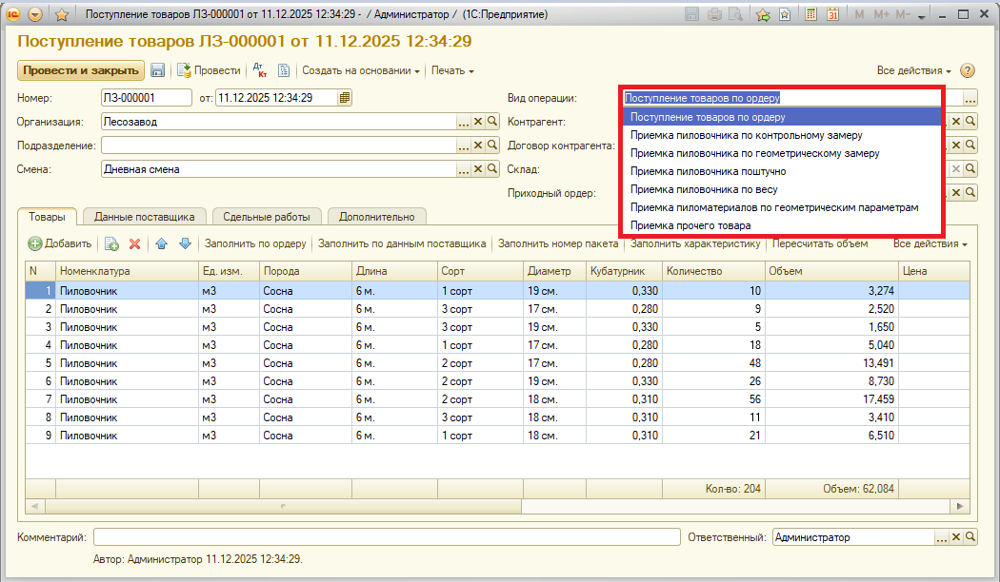 Поступление товаров ЛЗ-000001 от 11.12.2025 12:34:29 - / Администратор / (1С:Предприятие)
M M+ M-
Поступление товаров ЛЗ-000001 от 11.12.2025 12:34:29
Провести и закрыть Провести Дт Кт Создать на основании Печать Все действия ?
Номер: ЛЗ-000001 от: 11.12.2025 12:34:29 Вид операции: Поступление товаров по ордеру ...
Организация: Лесозавод ... Контрагент:
Подразделение: ... Договор контрагента:
Смена: Дневная смена ... Склад:
Приходный ордер:
Поступление товаров по ордеру
Приемка пиловочника по контрольному замеру
Приемка пиловочника по геометрическому замеру
Приемка пиловочника поштучно
Приемка пиловочника по весу
Приемка пиломатериалов по геометрическим параметрам
Приемка прочего товара
Товары Данные поставщика Сдельные работы Дополнительно
Добавить Заполнить по ордеру Заполнить по данным поставщика Заполнить номер пакета Заполнить характеристику Пересчитать объем Все действия
N Номенклатура Ед. изм. Порода Длина Сорт Диаметр Кубатурник Количество Объем Цена
1 Пиловочник м3 Сосна 6 м. 1 сорт 19 см. 0,330 10 3,274
2 Пиловочник м3 Сосна 6 м. 3 сорт 17 см. 0,280 9 2,520
3 Пиловочник м3 Сосна 6 м. 3 сорт 19 см. 0,330 5 1,650
4 Пиловочник м3 Сосна 6 м. 1 сорт 17 см. 0,280 18 5,040
5 Пиловочник м3 Сосна 6 м. 2 сорт 17 см. 0,280 48 13,491
6 Пиловочник м3 Сосна 6 м. 2 сорт 19 см. 0,330 26 8,730
7 Пиловочник м3 Сосна 6 м. 2 сорт 18 см. 0,310 56 17,459
8 Пиловочник м3 Сосна 6 м. 3 сорт 18 см. 0,310 11 3,410
9 Пиловочник м3 Сосна 6 м. 1 сорт 18 см. 0,310 21 6,510
Кол-во: 204 Объем: 62,084
Комментарий: Ответственный: Администратор ...
Автор: Администратор 11.12.2025 12:34:29.